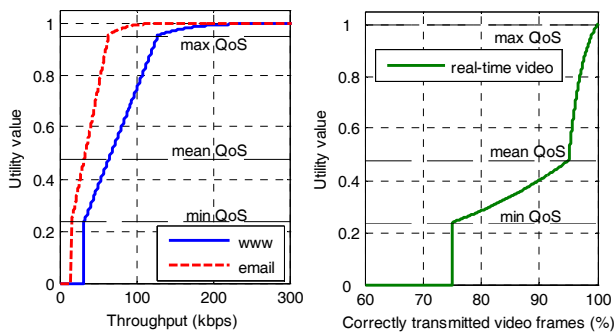 1
0.8
0.6
0.4
0.2
0
Utility value
max QoS
mean QoS
min QoS
www
email
0 100 200 300
Throughput (kbps)
1
0.8
0.6
0.4
0.2
0
Utility value
max QoS
real-time video
mean QoS
min QoS
60 70 80 90 100
Correctly transmitted video frames (%)